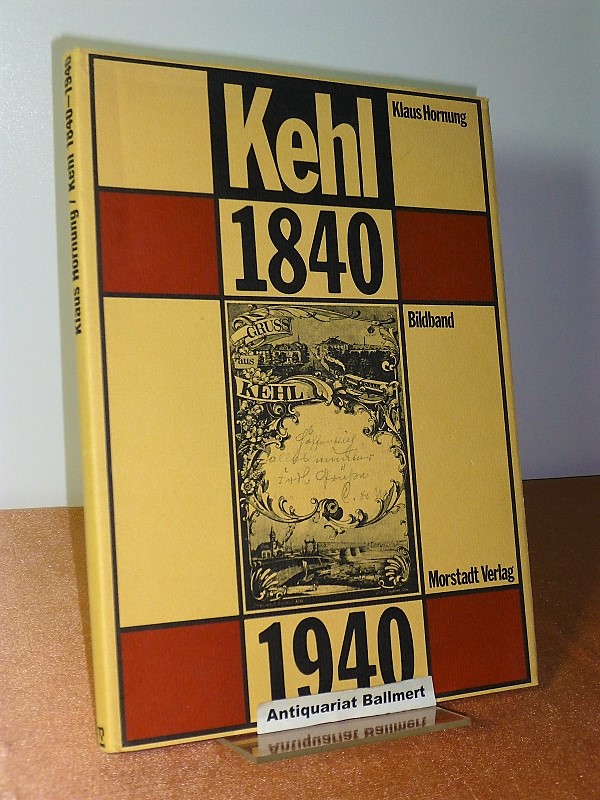 Klaus Hornung / Kehl 1840-1940
Kehl
Klaus Hornung
1840
Bildband
GRUSS
aus
KEHL
Morstadt Verlag
1940
Antiquariat Ballmert